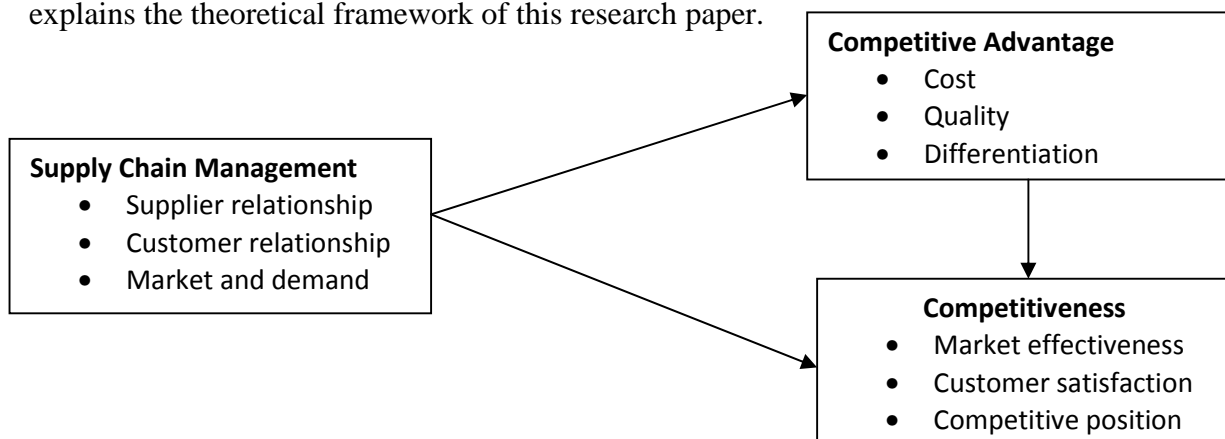 explains the theoretical framework of this research paper.
Competitive Advantage
• Cost
• Quality
• Differentiation
Supply Chain Management
• Supplier relationship
• Customer relationship
• Market and demand
Competitiveness
• Market effectiveness
• Customer satisfaction
• Competitive position